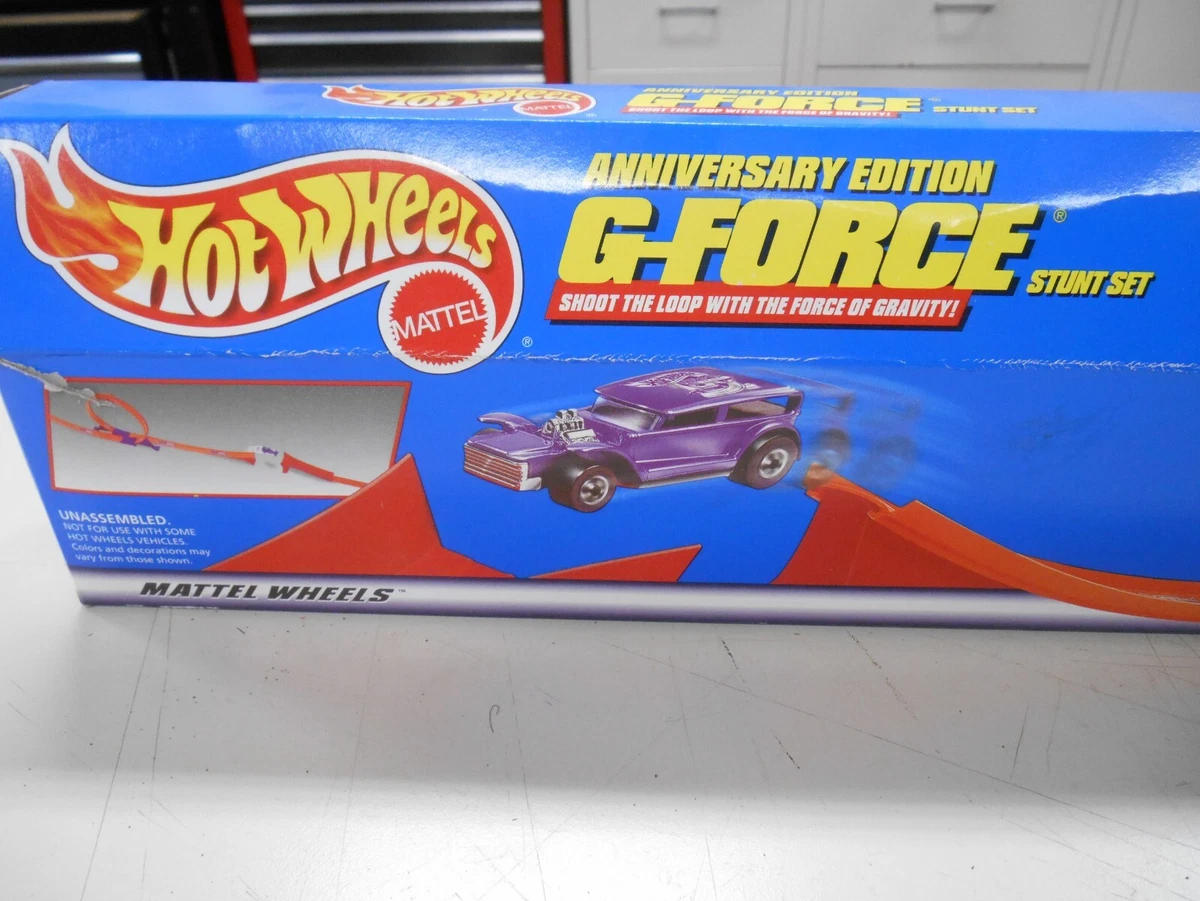 HOT WHEELS
MATTEL
ANNIVERSARY EDITION
G-FORCE™ STUNT SET
SHOOT THE LOOP WITH THE FORCE OF GRAVITY!
HOT WHEELS
MATTEL
®
ANNIVERSARY EDITION
G-FORCE® STUNT SET
SHOOT THE LOOP WITH THE FORCE OF GRAVITY!
UNASSEMBLED.
NOT FOR USE WITH SOME
HOT WHEELS VEHICLES.
Colors and decorations may
vary from those shown.
MATTEL WHEELS™